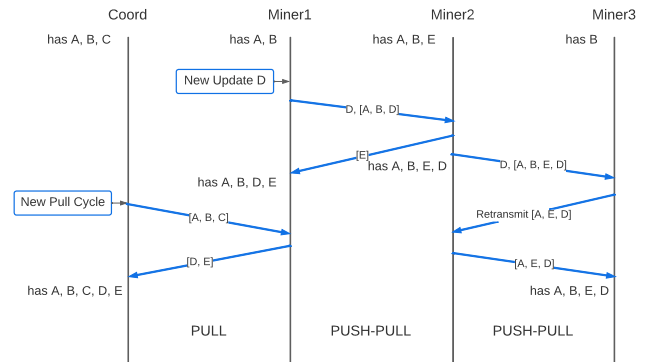 Coord Miner1 Miner2 Miner3
has A, B, C has A, B has A, B, E has B
New Update D
D, [A, B, D]
[E]
has A, B, E, D
D, [A, B, E, D]
has A, B, D, E
New Pull Cycle
[A, B, C]
Retransmit [A, E, D]
[D, E]
[A, E, D]
has A, B, C, D, E
has A, B, E, D
PULL PUSH-PULL PUSH-PULL